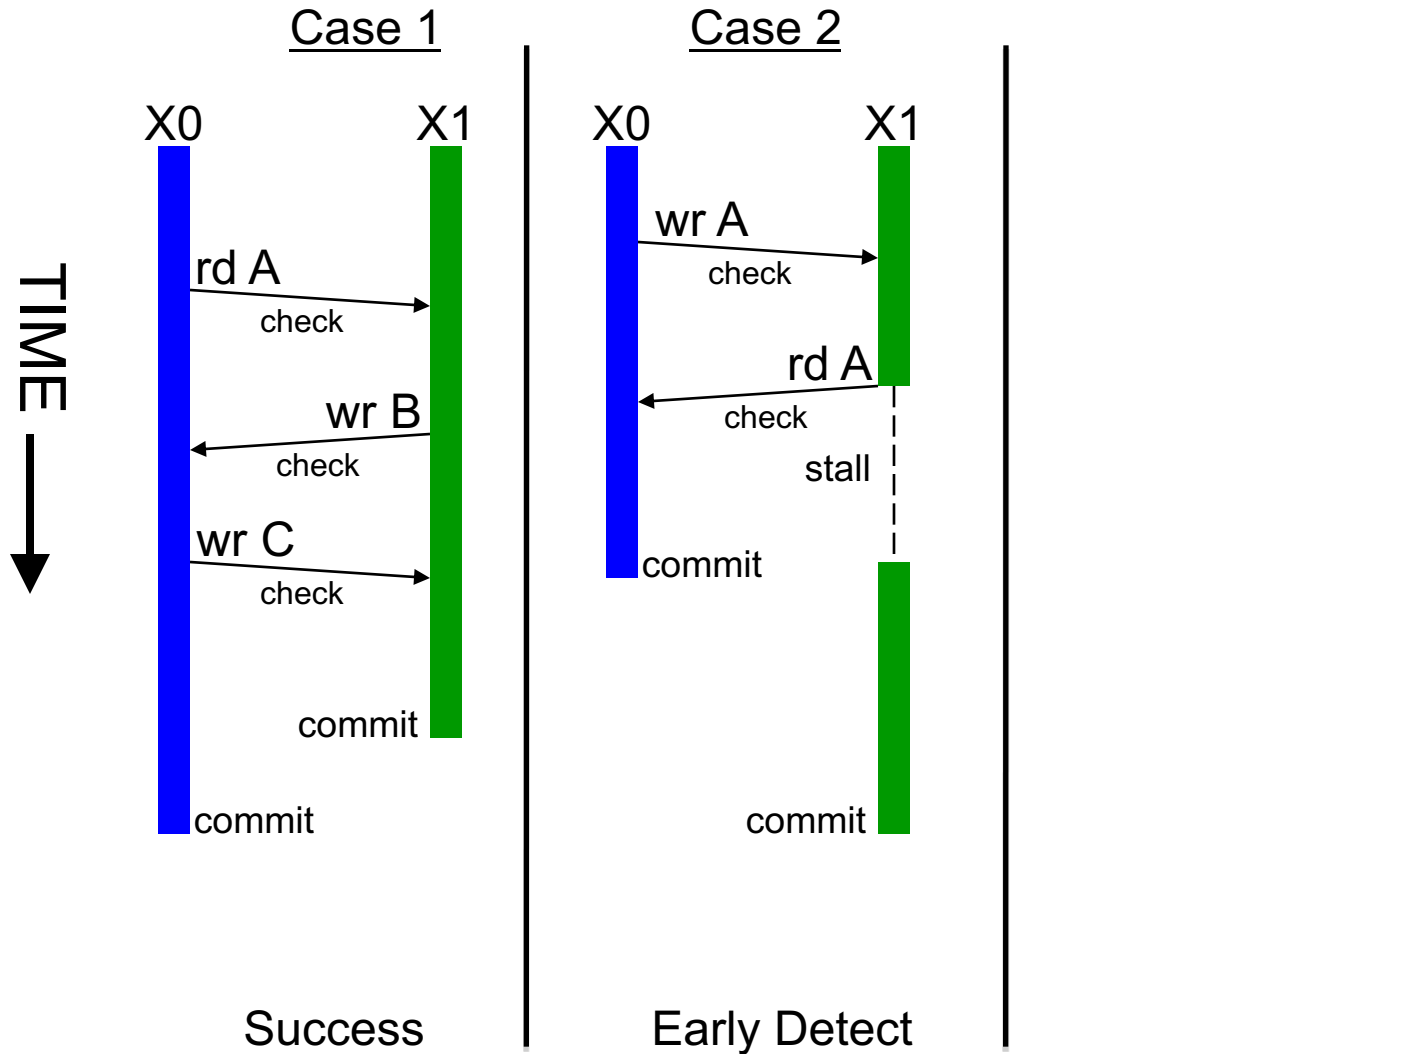 Case 1
Case 2
X0
X1
X0
X1
TIME
rd A
check
wr B
check
wr C
check
commit
commit
wr A
check
rd A
check
stall
commit
commit
Success
Early Detect